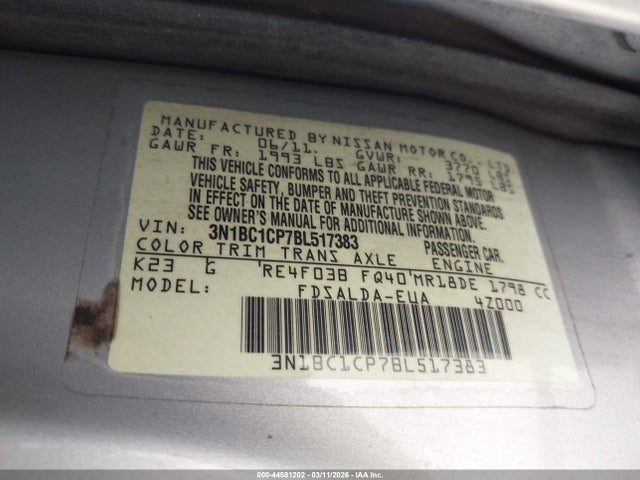 MANUFACTURED BY NISSAN MOTOR CO., LTD
DATE: 06/11. GVWR: 3770 LBS
GAWR FR: 1993 LBS GAWR RR: 1795 LBS
THIS VEHICLE CONFORMS TO ALL APPLICABLE FEDERAL MOTOR
VEHICLE SAFETY, BUMPER AND THEFT PREVENTION STANDARDS
IN EFFECT ON THE DATE OF MANUFACTURE SHOWN ABOVE.
SEE OWNER'S MANUAL FOR ADDITIONAL INFORMATION.
VIN: 3N1BC1CP7BL517383 PASSENGER CAR.
COLOR TRIM TRANS AXLE ENGINE
K23 G RE4F03B FQ40 MR18DE 1798 CC
MODEL: FDSALDA-EUA 4Z000
3N1BC1CP7BL517383
000-44581202 - 03/11/2026 - IAA Inc.